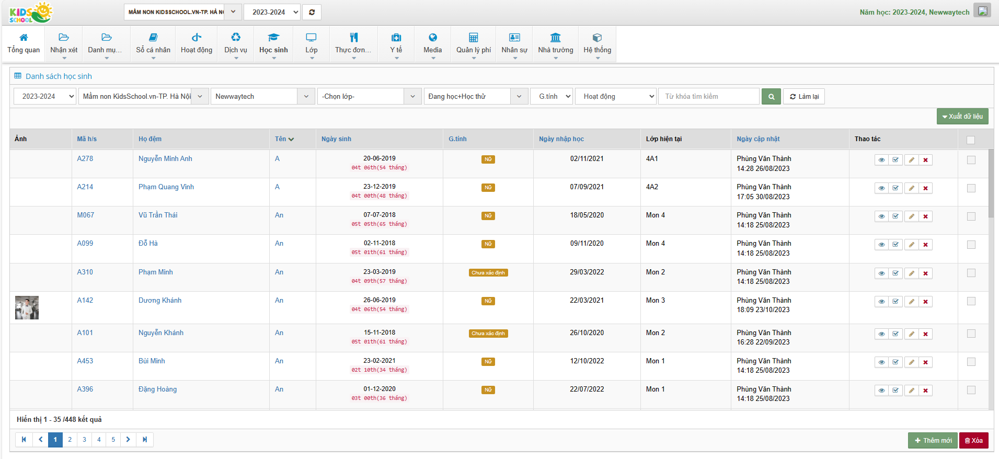 KIDS
SCHOOL
MẦM NON KIDSSCHOOL.VN-TP. HÀ
2023-2024
Năm học: 2023-2024, Newwaytech
Tổng quan
Nhận xét
Danh mụ...
Sổ cá nhân
Hoạt động
Dịch vụ
Học sinh
Lớp
Thực đơn...
Y tế
Media
Quản lý phí
Nhân sự
Nhà trường
Hệ thống
Danh sách học sinh
2023-2024
Mầm non KidsSchool.vn-TP. Hà Nội
Newwaytech
-Chọn lớp-
Đang học+Học thử
G.tính
Hoạt động
Từ khóa tìm kiếm
Làm lại
Xuất dữ liệu
Ảnh Mã h/s Họ đệm Tên Ngày sinh G.tính Ngày nhập học Lớp hiện tại Ngày cập nhật Thao tác
A278 Nguyễn Minh Anh A 20-06-2019 Nữ 02/11/2021 4A1 Phùng Văn Thành
04t 06th(54 tháng) 14:28 26/08/2023
A214 Phạm Quang Vinh A 23-12-2019 Nữ 07/09/2021 4A2 Phùng Văn Thành
04t 00th(48 tháng) 17:05 30/08/2023
M067 Vũ Trần Thái An 07-07-2018 Nữ 18/05/2020 Mon 4 Phùng Văn Thành
05t 05th(65 tháng) 14:18 25/08/2023
A099 Đỗ Hà An 02-11-2018 Nữ 09/11/2020 Mon 4 Phùng Văn Thành
05t 01th(61 tháng) 14:18 25/08/2023
A310 Phạm Minh An 23-03-2019 Chưa xác định 29/03/2022 Mon 2 Phùng Văn Thành
04t 09th(57 tháng) 14:18 25/08/2023
A142 Dương Khánh An 26-06-2019 Nữ 22/03/2021 Mon 3 Phùng Văn Thành
04t 06th(54 tháng) 18:09 23/10/2023
A101 Nguyễn Khánh An 15-11-2018 Chưa xác định 26/10/2020 Mon 2 Phùng Văn Thành
05t 01th(61 tháng) 16:28 22/09/2023
A453 Bùi Minh An 23-02-2021 Nữ 12/10/2022 Mon 1 Phùng Văn Thành
02t 10th(34 tháng) 14:18 25/08/2023
A396 Đặng Hoàng An 01-12-2020 Nữ 22/07/2022 Mon 1 Phùng Văn Thành
03t 00th(36 tháng) 14:18 25/08/2023
Hiển thị 1 - 35 /448 kết quả
1 2 3 4 5
Thêm mới
Xóa